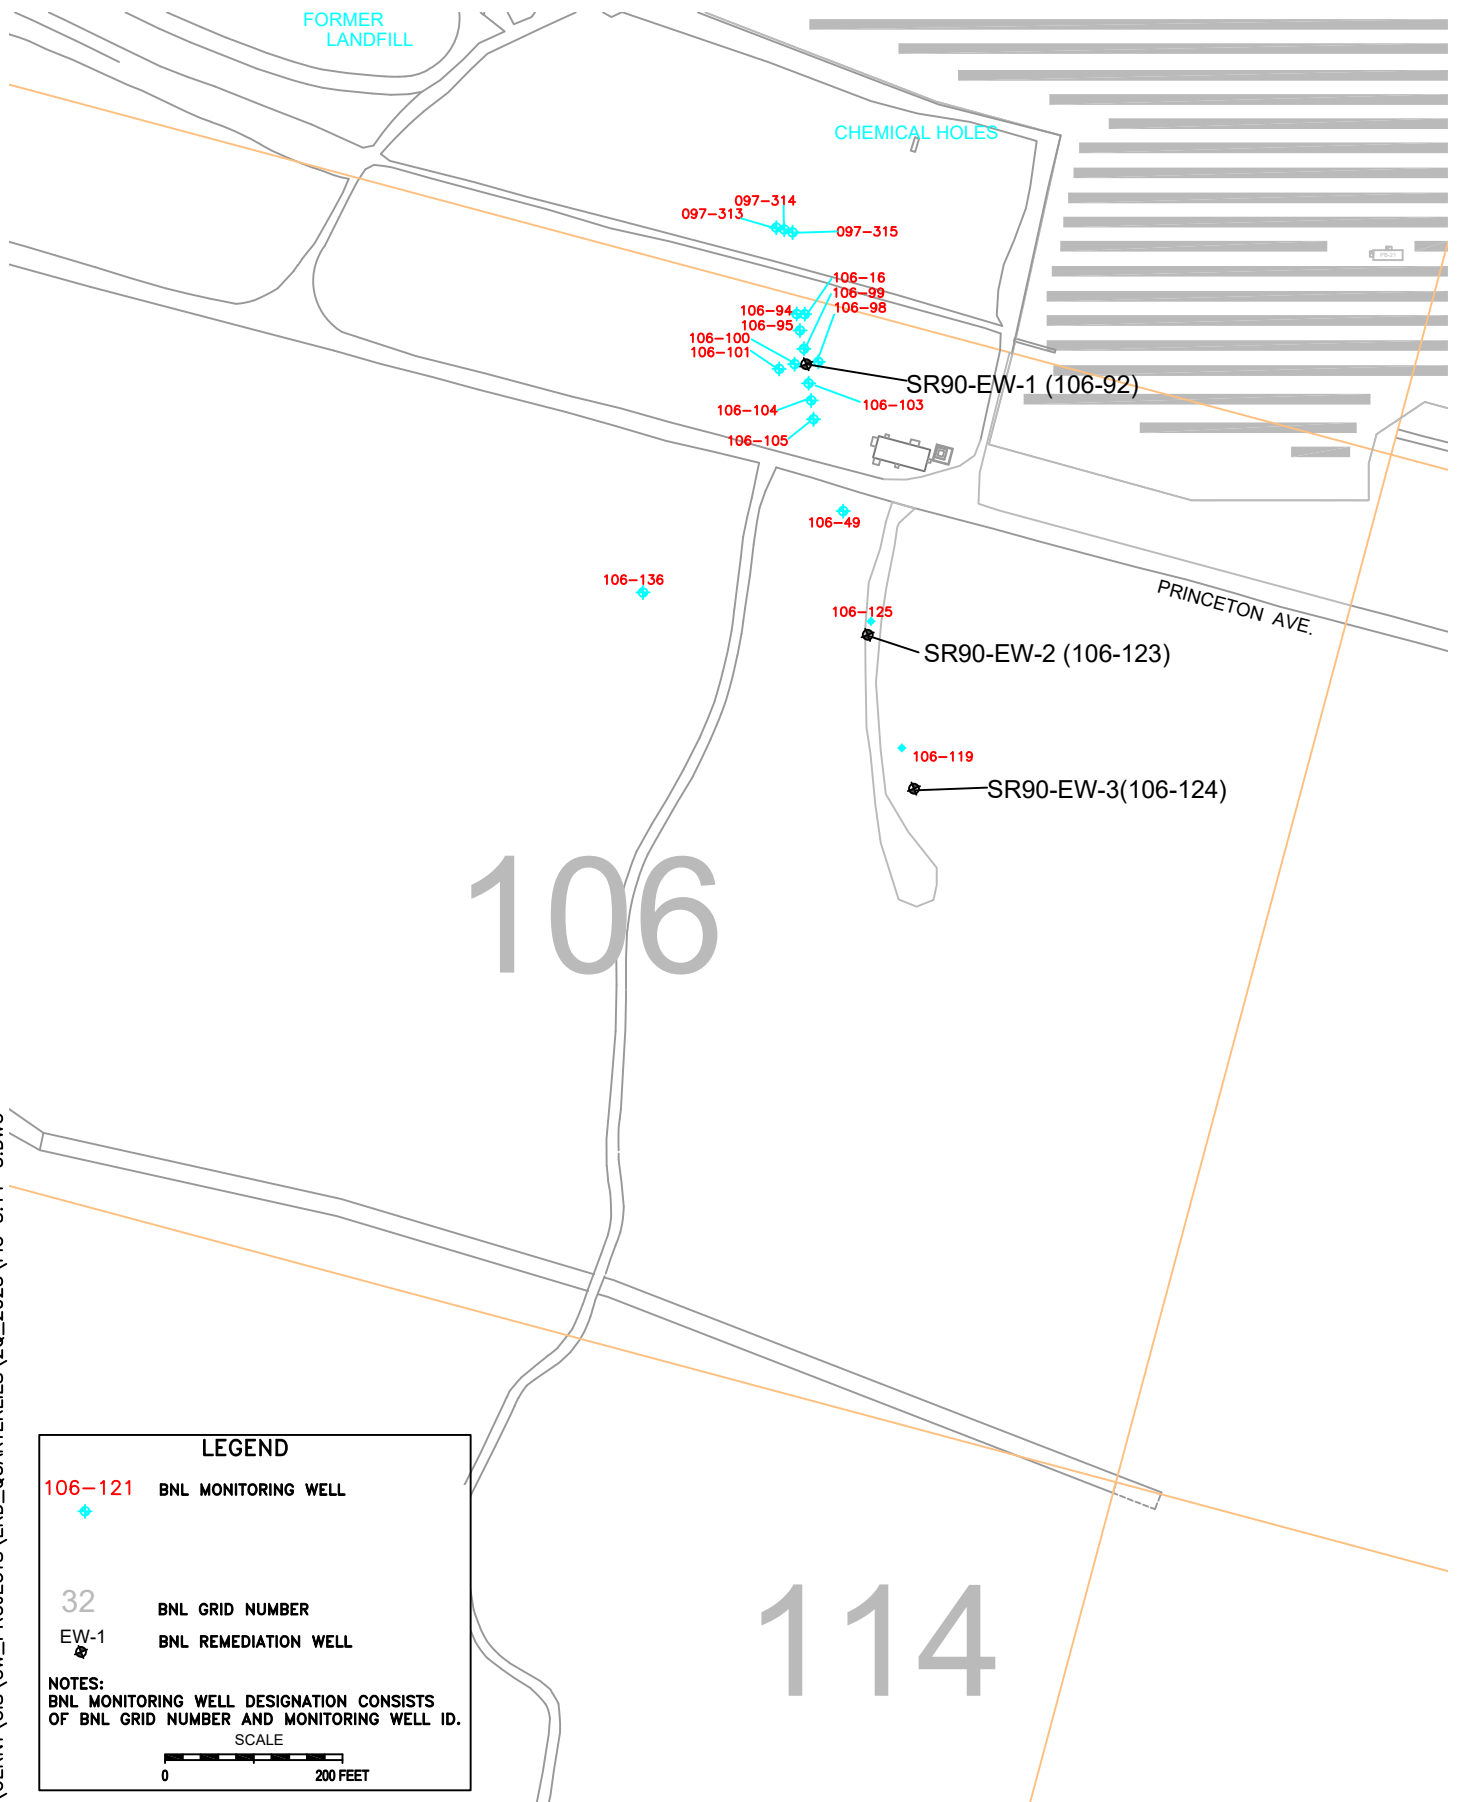 FORMER
LANDFILL
CHEMICAL HOLES
097-314
097-313
097-315
PB-21
106-16
106-99
106-94
106-98
106-95
106-100
106-101
SR90-EW-1 (106-92)
106-103
106-104
106-105
106-49
106-136
PRINCETON AVE.
106-125
SR90-EW-2 (106-123)
106-119
SR90-EW-3(106-124)
106
114
LEGEND
106-121 BNL MONITORING WELL
32 BNL GRID NUMBER
EW-1 BNL REMEDIATION WELL
NOTES:
BNL MONITORING WELL DESIGNATION CONSISTS
OF BNL GRID NUMBER AND MONITORING WELL ID.
SCALE
0 200 FEET